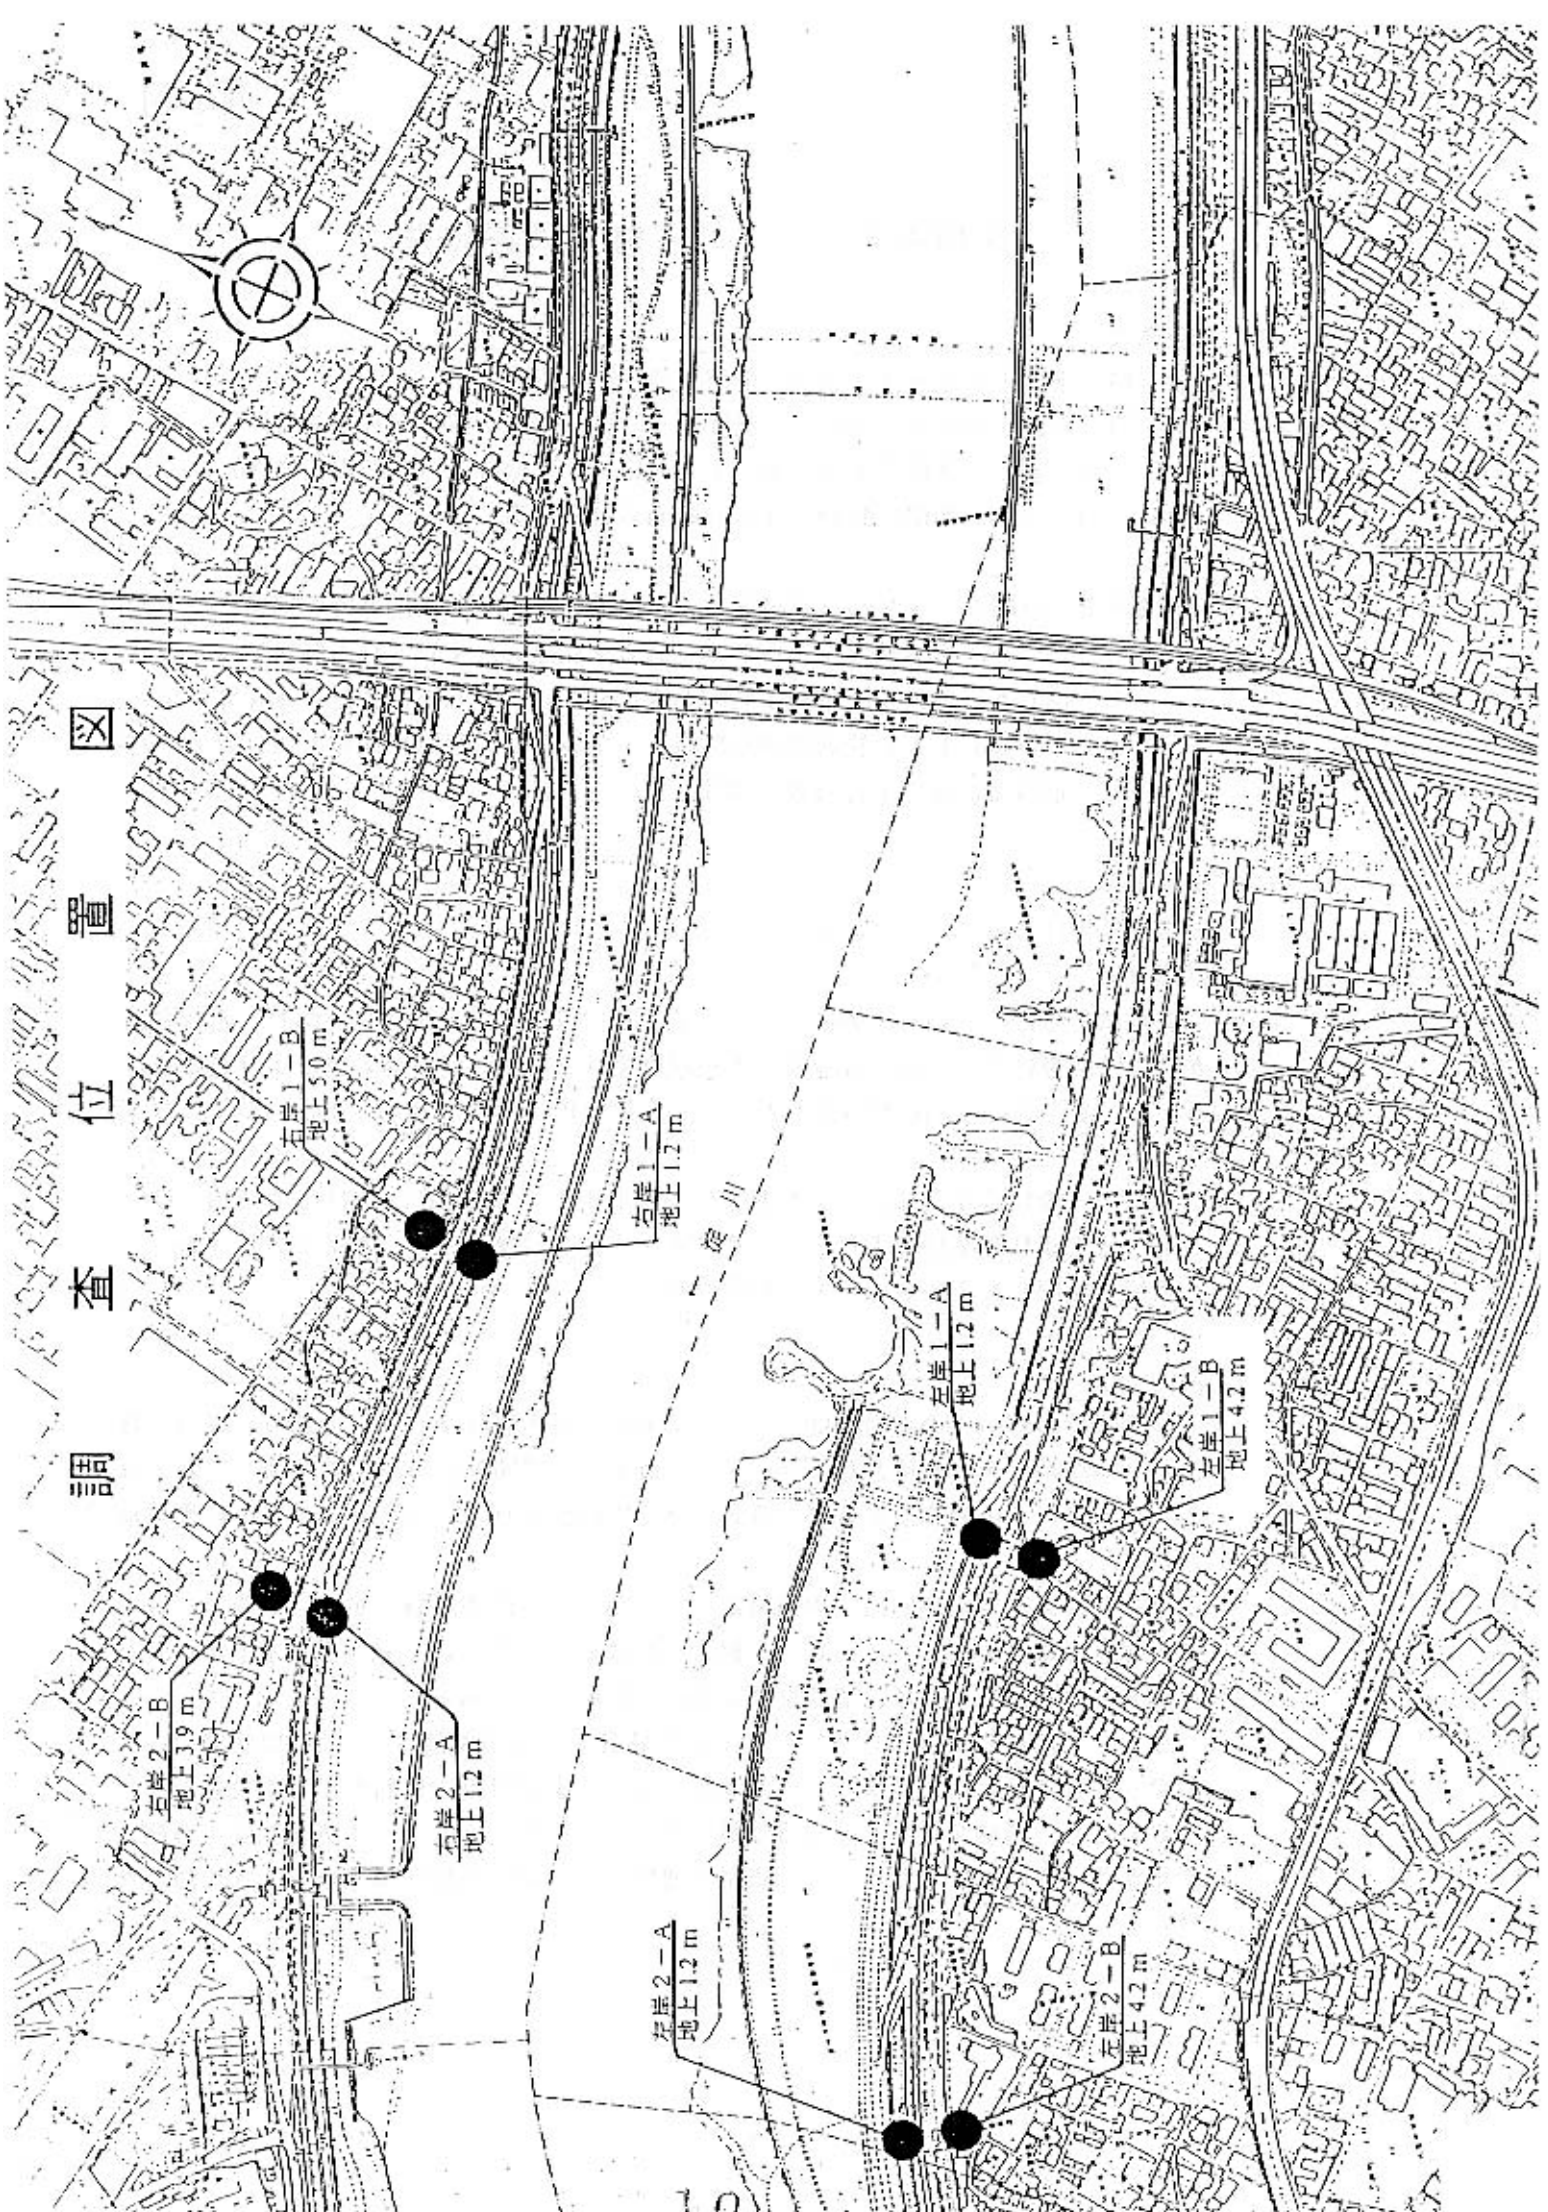 調査位置図
右岸1-B
地上5.0m
右岸1-A
地上1.2m
右岸2-B
地上3.9m
右岸2-A
地上1.2m
淀川
左岸1-A
地上1.2m
左岸1-B
地上4.2m
左岸2-A
地上1.2m
左岸2-B
地上4.2m